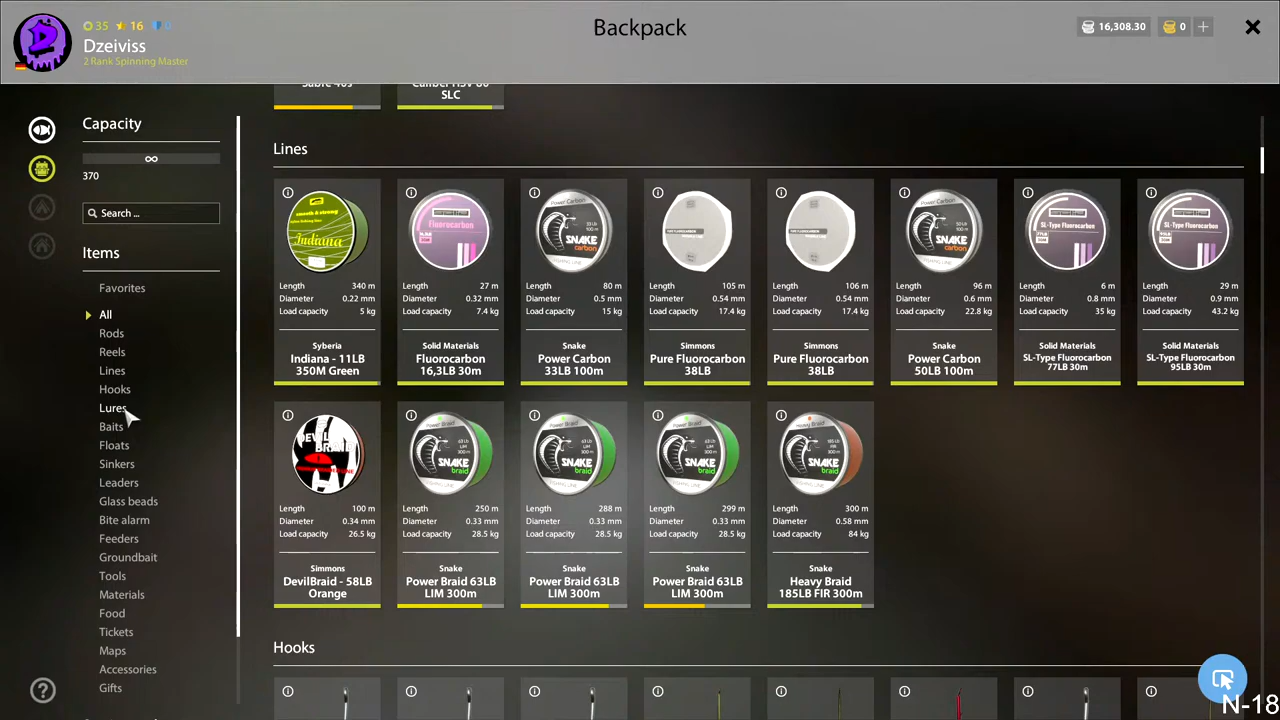 35 16 0
Dzeiviss
2 Rank Spinning Master
Backpack
16,308.30 0
Capacity
∞
370
Search ...
Items
Favorites
All
Rods
Reels
Lines
Hooks
Lures
Baits
Floats
Sinkers
Leaders
Glass beads
Bite alarm
Feeders
Groundbait
Tools
Materials
Food
Tickets
Maps
Accessories
Gifts
SLC
Lines
Length 340 m
Diameter 0.22 mm
Load capacity 5 kg
Syberia
Indiana - 11LB
350M Green
Length 27 m
Diameter 0.32 mm
Load capacity 7.4 kg
Solid Materials
Fluorocarbon
16,3LB 30m
Length 80 m
Diameter 0.5 mm
Load capacity 15 kg
Snake
Power Carbon
33LB 100m
Length 105 m
Diameter 0.54 mm
Load capacity 17.4 kg
Simmons
Pure Fluorocarbon
38LB
Length 106 m
Diameter 0.54 mm
Load capacity 17.4 kg
Simmons
Pure Fluorocarbon
38LB
Length 96 m
Diameter 0.6 mm
Load capacity 22.8 kg
Snake
Power Carbon
50LB 100m
Length 6 m
Diameter 0.8 mm
Load capacity 35 kg
Solid Materials
SL-Type Fluorocarbon
77LB 30m
Length 29 m
Diameter 0.9 mm
Load capacity 43.2 kg
Solid Materials
SL-Type Fluorocarbon
95LB 30m
Length 100 m
Diameter 0.34 mm
Load capacity 26.5 kg
Simmons
DevilBraid - 58LB
Orange
Length 250 m
Diameter 0.33 mm
Load capacity 28.5 kg
Snake
Power Braid 63LB
LIM 300m
Length 288 m
Diameter 0.33 mm
Load capacity 28.5 kg
Snake
Power Braid 63LB
LIM 300m
Length 299 m
Diameter 0.33 mm
Load capacity 28.5 kg
Snake
Power Braid 63LB
LIM 300m
Length 300 m
Diameter 0.58 mm
Load capacity 84 kg
Snake
Heavy Braid
185LB FIR 300m
Hooks
N-18